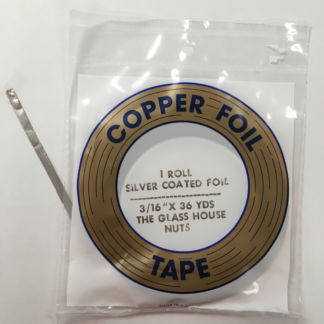 COPPER FOIL
1 ROLL
SILVER COATED FOIL
3/16" X 36 YDS
THE GLASS HOUSE
NUTS
TAPE